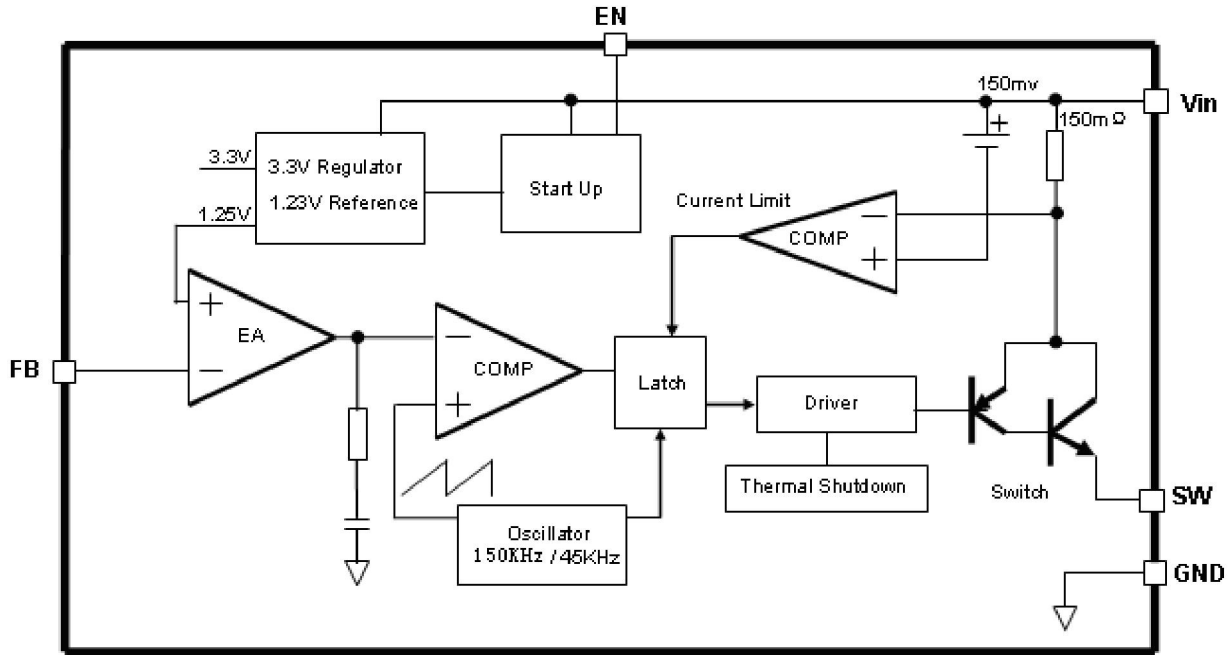 EN
150mv
Vin
150mΩ
3.3V
3.3V Regulator
1.23V Reference
1.25V
Start Up
Current Limit
−
COMP
+
+
+
EA
−
FB
−
COMP
+
Latch
Driver
Thermal Shutdown
Switch
SW
Oscillator
150KHz / 45KHz
GND